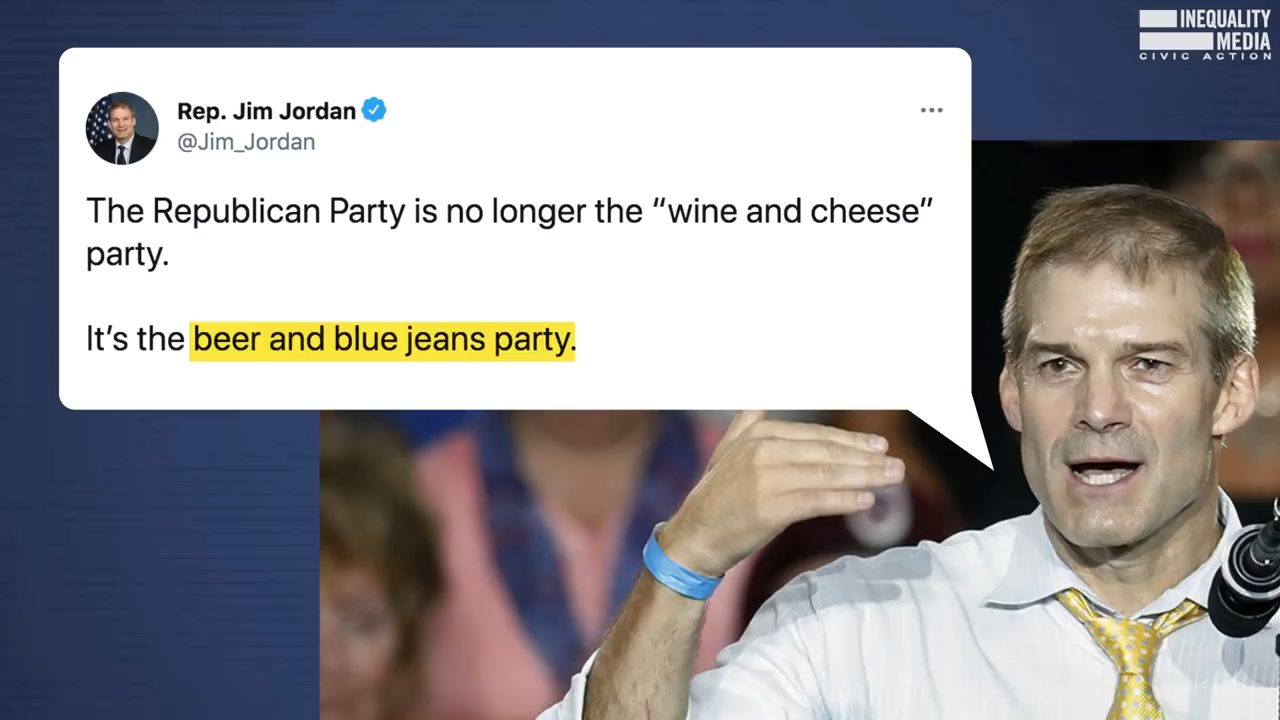 INEQUALITY
MEDIA
CIVIC ACTION
Rep. Jim Jordan
@Jim_Jordan
The Republican Party is no longer the “wine and cheese”
party.
It’s the beer and blue jeans party.